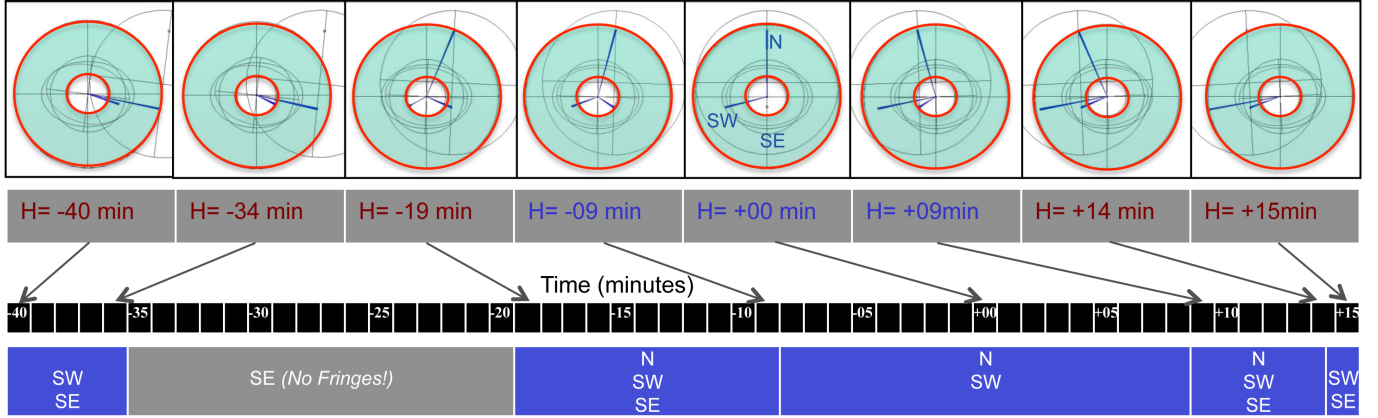 N
SW
SE
H= -40 min
H= -34 min
H= -19 min
H= -09 min
H= +00 min
H= +09min
H= +14 min
H= +15min
Time (minutes)
-40
-35
-30
-25
-20
-15
-10
-05
+00
+05
+10
+15
SW
SE
SE (No Fringes!)
N
SW
SE
N
SW
N
SW
SE
SW
SE